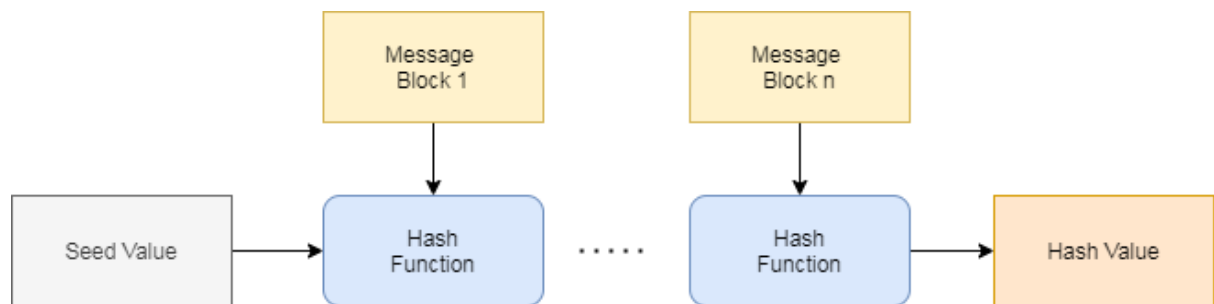 Message
Block 1
Message
Block n
Seed Value
Hash
Function
.....
Hash
Function
Hash Value